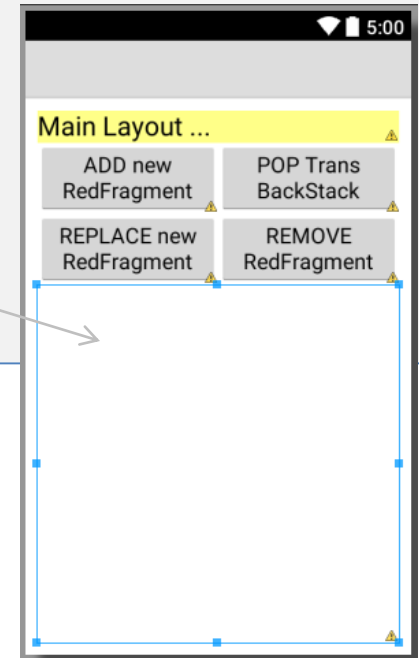 5:00
Main Layout ...
ADD new
RedFragment
POP Trans
BackStack
REPLACE new
RedFragment
REMOVE
RedFragment